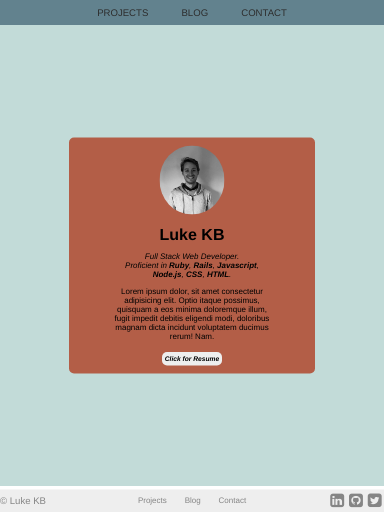 PROJECTS BLOG CONTACT
Luke KB
Full Stack Web Developer.
Proficient in Ruby, Rails, Javascript,
Node.js, CSS, HTML.
Lorem ipsum dolor, sit amet consectetur
adipisicing elit. Optio itaque possimus,
quisquam a eos minima doloremque illum,
fugit impedit debitis eligendi modi, doloribus
magnam dicta incidunt voluptatem ducimus
rerum! Nam.
Click for Resume
© Luke KB Projects Blog Contact in